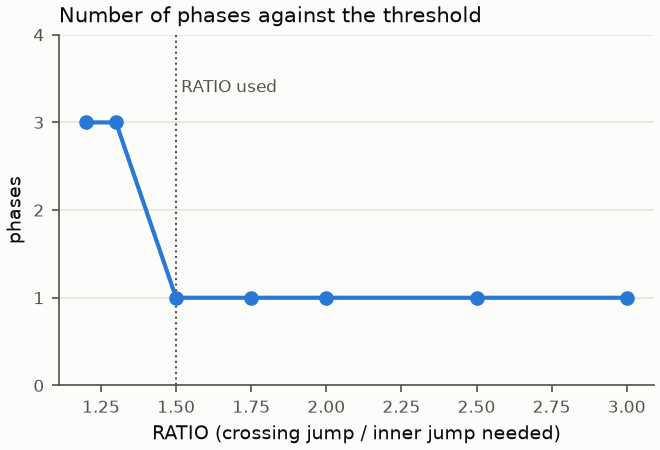 Number of phases against the threshold
4
RATIO used
3
phases
2
1
0
1.25 1.50 1.75 2.00 2.25 2.50 2.75 3.00
RATIO (crossing jump / inner jump needed)